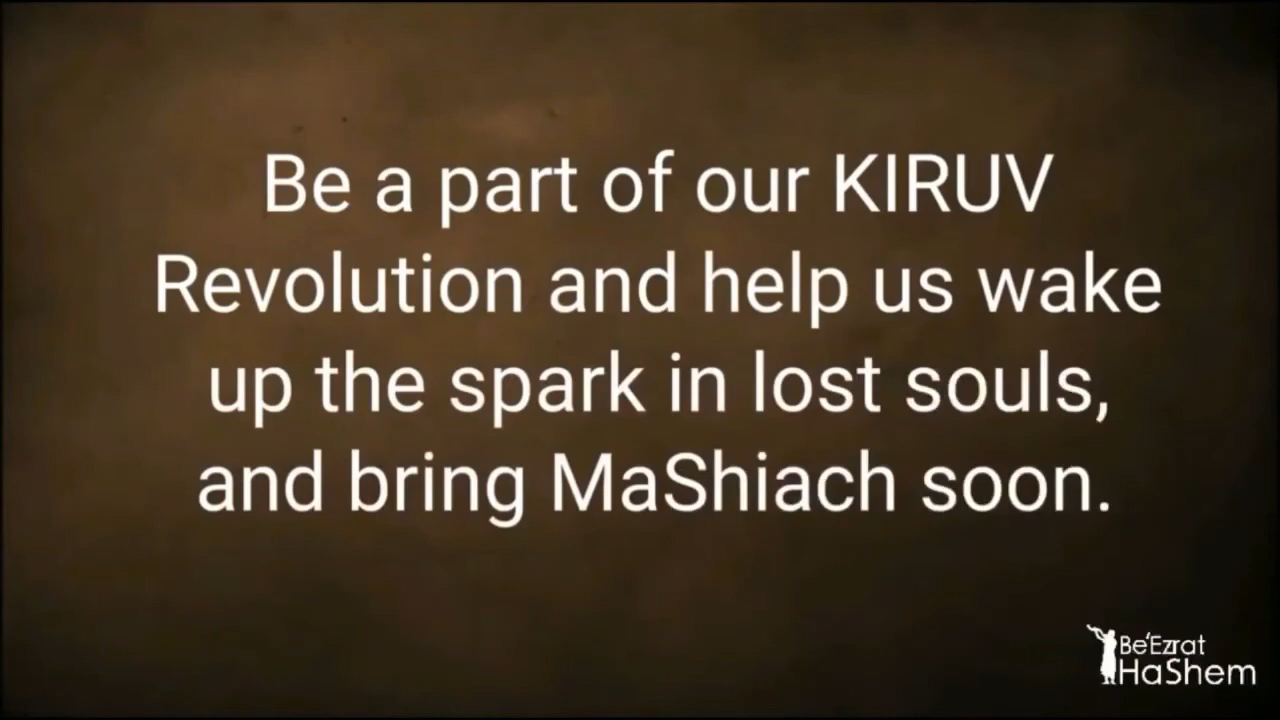 Be a part of our KIRUV
Revolution and help us wake
up the spark in lost souls,
and bring MaShiach soon.
Be'Ezrat
HaShem